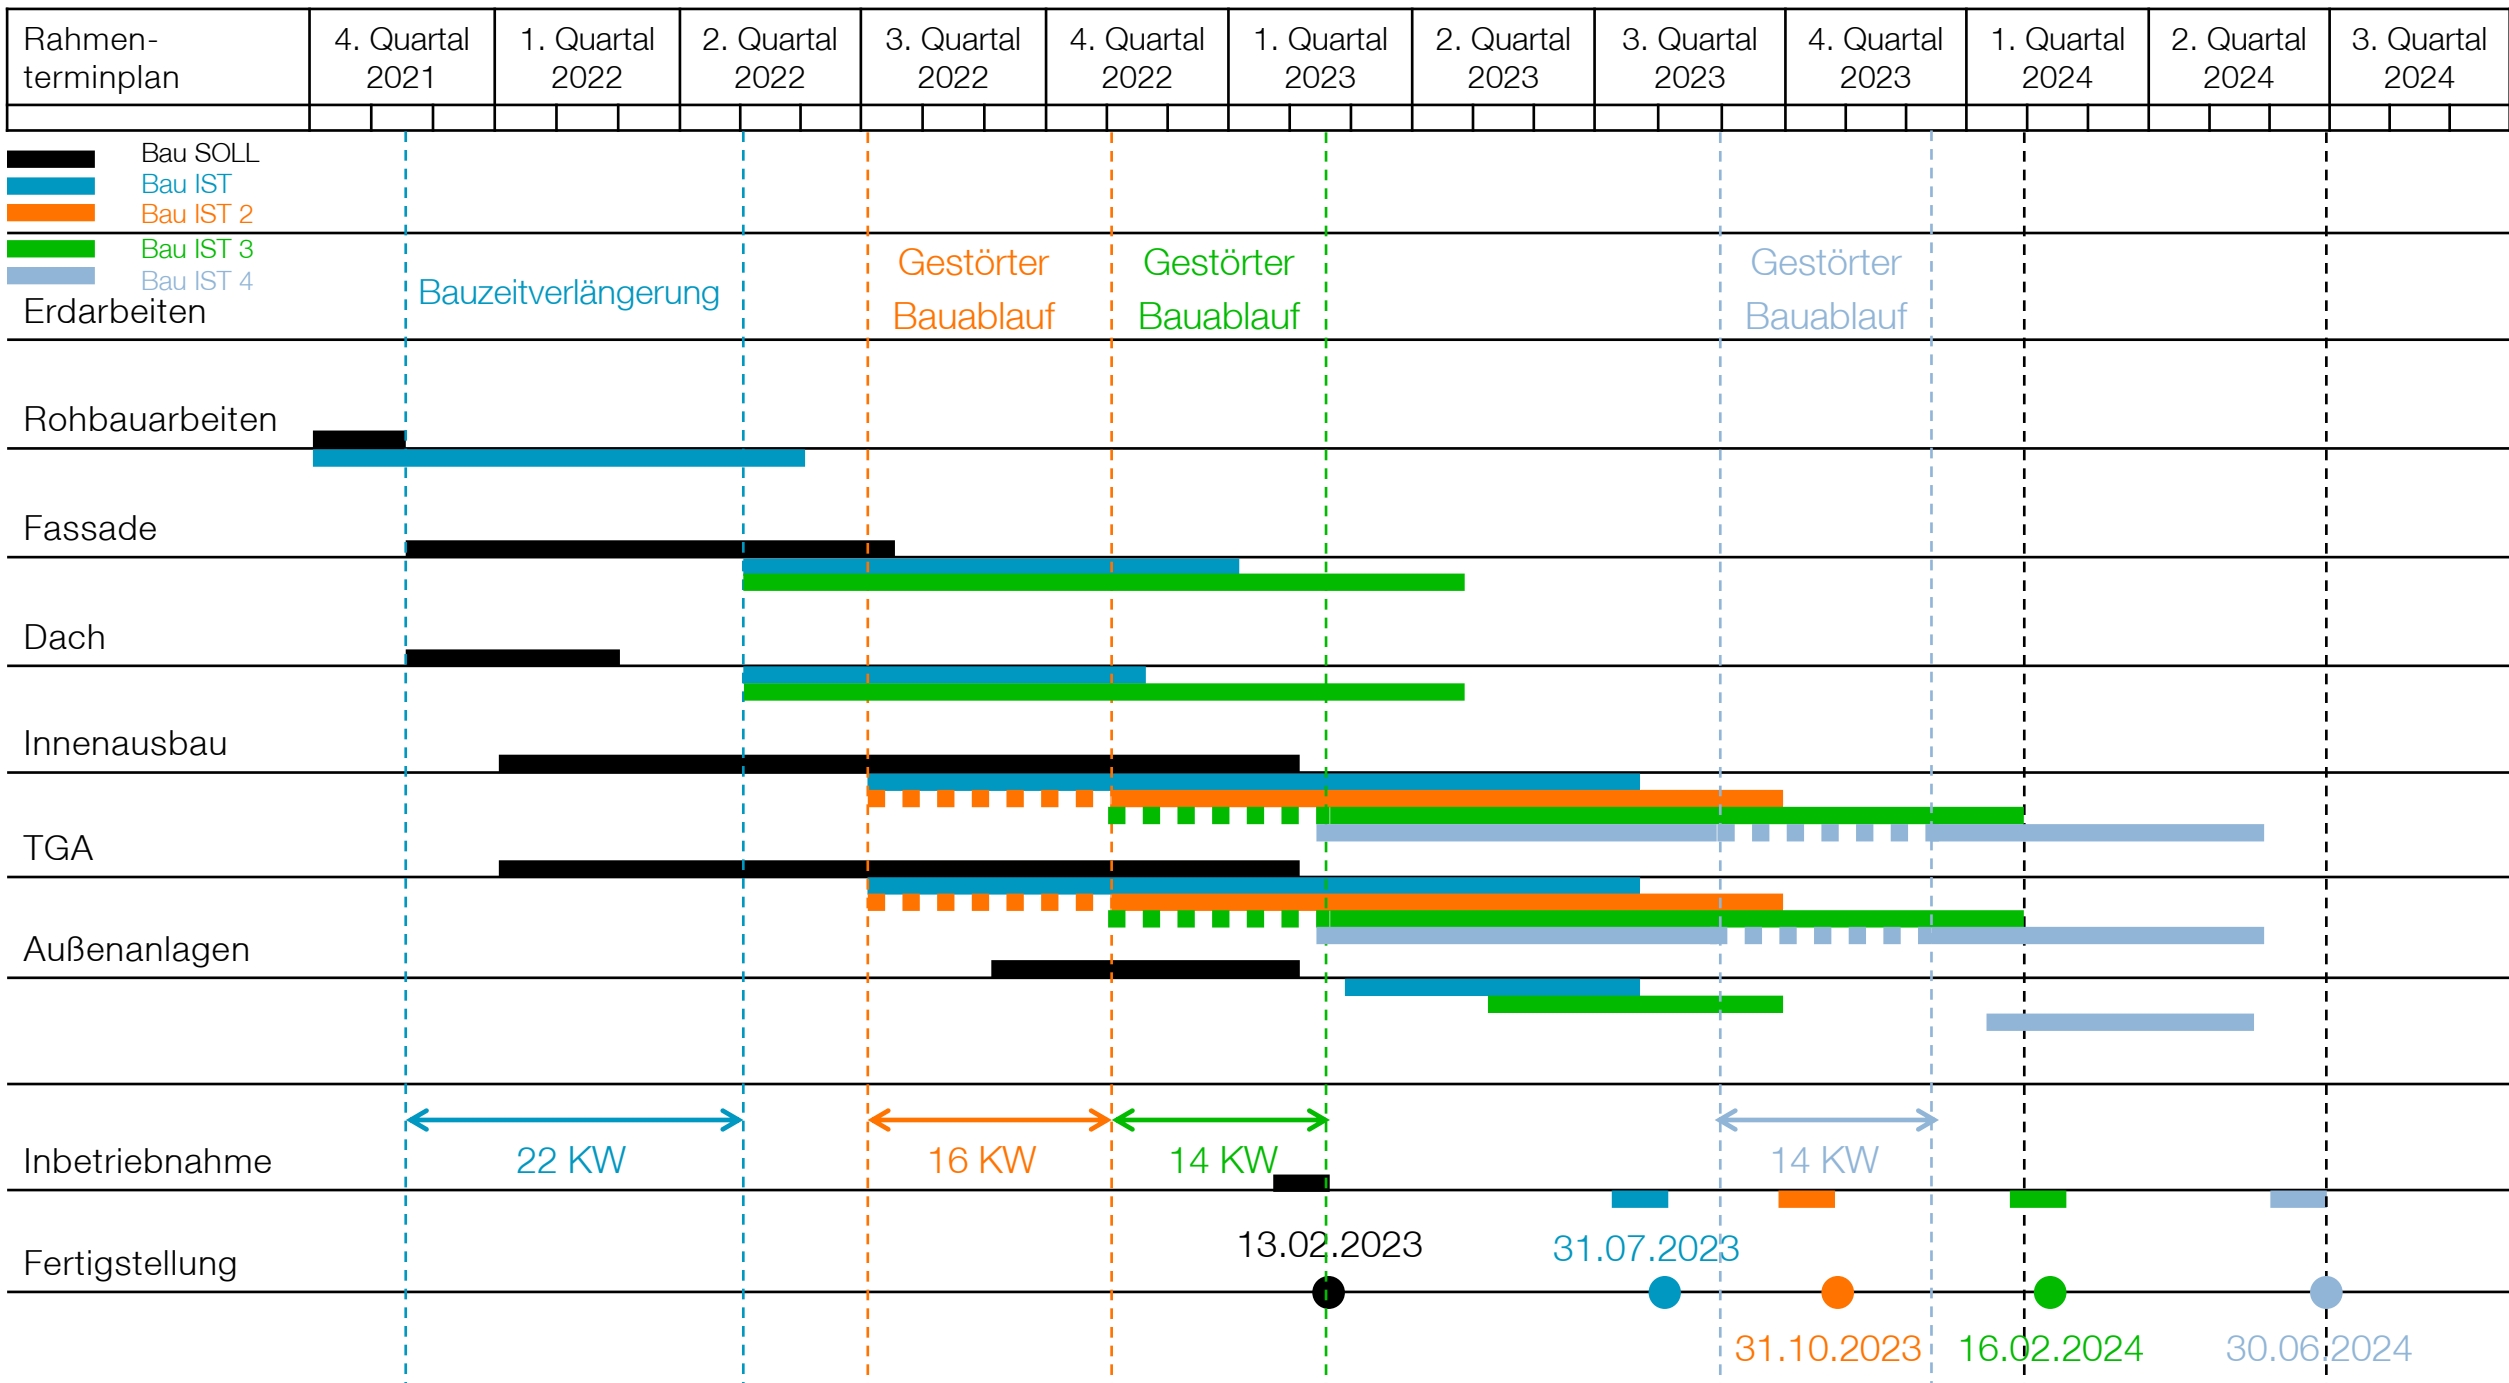 Rahmen-
terminplan
4. Quartal
2021
1. Quartal
2022
2. Quartal
2022
3. Quartal
2022
4. Quartal
2022
1. Quartal
2023
2. Quartal
2023
3. Quartal
2023
4. Quartal
2023
1. Quartal
2024
2. Quartal
2024
3. Quartal
2024
Bau SOLL
Bau IST
Bau IST 2
Bau IST 3
Bau IST 4
Erdarbeiten
Bauzeitverlängerung
Gestörter
Bauablauf
Gestörter
Bauablauf
Gestörter
Bauablauf
Rohbauarbeiten
Fassade
Dach
Innenausbau
TGA
Außenanlagen
Inbetriebnahme
22 KW
16 KW
14 KW
14 KW
Fertigstellung
13.02.2023
31.07.2023
31.10.2023
16.02.2024
30.06.2024